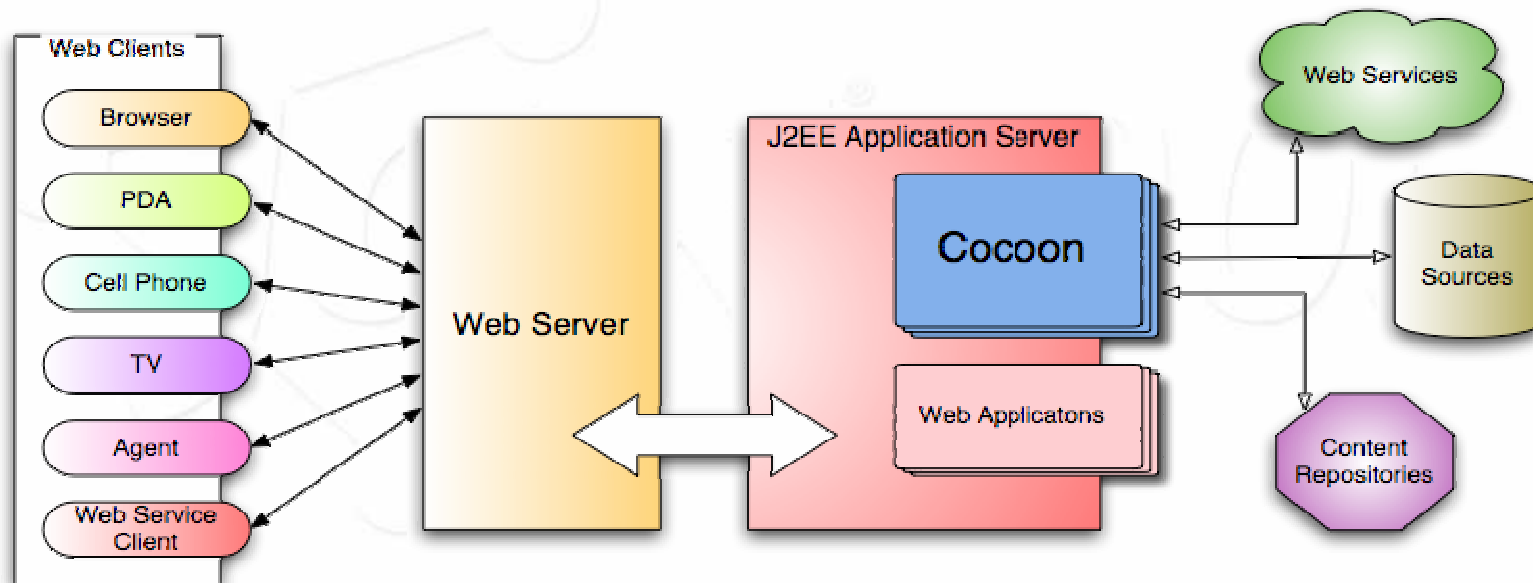 Web Clients
Browser
PDA
Cell Phone
TV
Agent
Web Service
Client
Web Server
J2EE Application Server
Cocoon
Web Applicatons
Web Services
Data
Sources
Content
Repositories